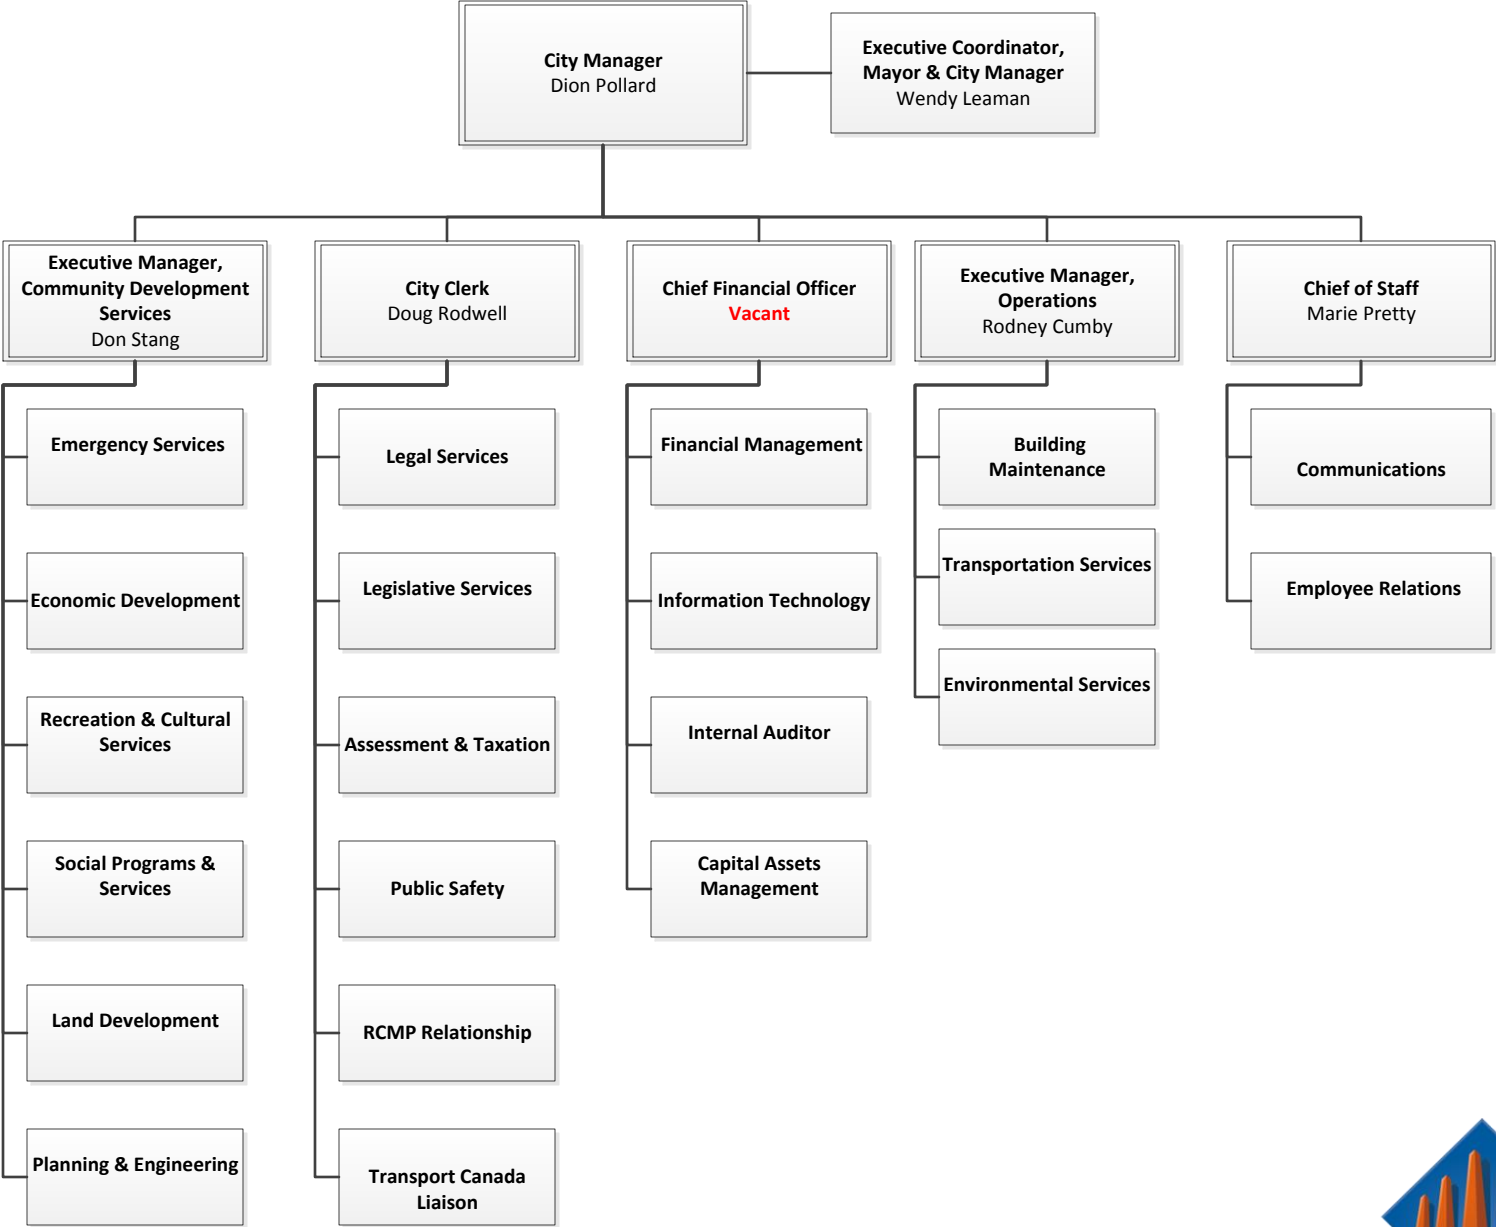 City Manager
Dion Pollard
Executive Coordinator,
Mayor & City Manager
Wendy Leaman
Executive Manager,
Community Development
Services
Don Stang
City Clerk
Doug Rodwell
Chief Financial Officer
Vacant
Executive Manager,
Operations
Rodney Cumby
Chief of Staff
Marie Pretty
Emergency Services
Economic Development
Recreation & Cultural
Services
Social Programs &
Services
Land Development
Planning & Engineering
Legal Services
Legislative Services
Assessment & Taxation
Public Safety
RCMP Relationship
Transport Canada
Liaison
Financial Management
Information Technology
Internal Auditor
Capital Assets
Management
Building
Maintenance
Transportation Services
Environmental Services
Communications
Employee Relations